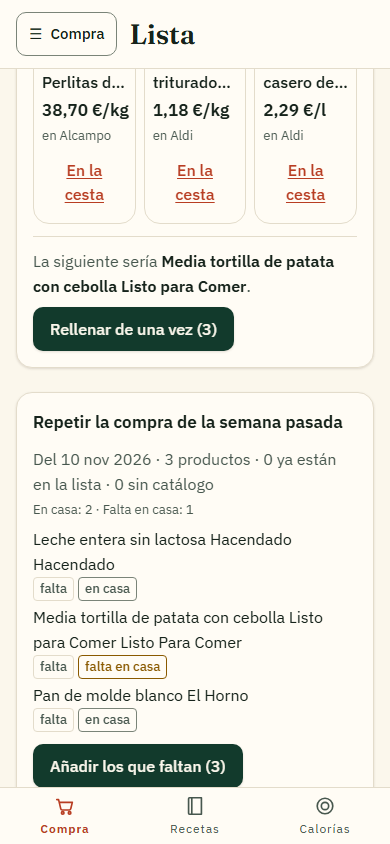 ☰ Compra
Lista
Perlitas d...
38,70 €/kg
en Alcampo
En la
cesta
triturado...
1,18 €/kg
en Aldi
En la
cesta
casero de...
2,29 €/l
en Aldi
En la
cesta
La siguiente sería Media tortilla de patata
con cebolla Listo para Comer.
Rellenar de una vez (3)
Repetir la compra de la semana pasada
Del 10 nov 2026 · 3 productos · 0 ya están
en la lista · 0 sin catálogo
En casa: 2 · Falta en casa: 1
Leche entera sin lactosa Hacendado
Hacendado
falta en casa
Media tortilla de patata con cebolla Listo
para Comer Listo Para Comer
falta falta en casa
Pan de molde blanco El Horno
falta en casa
Añadir los que faltan (3)
Compra Recetas Calorías